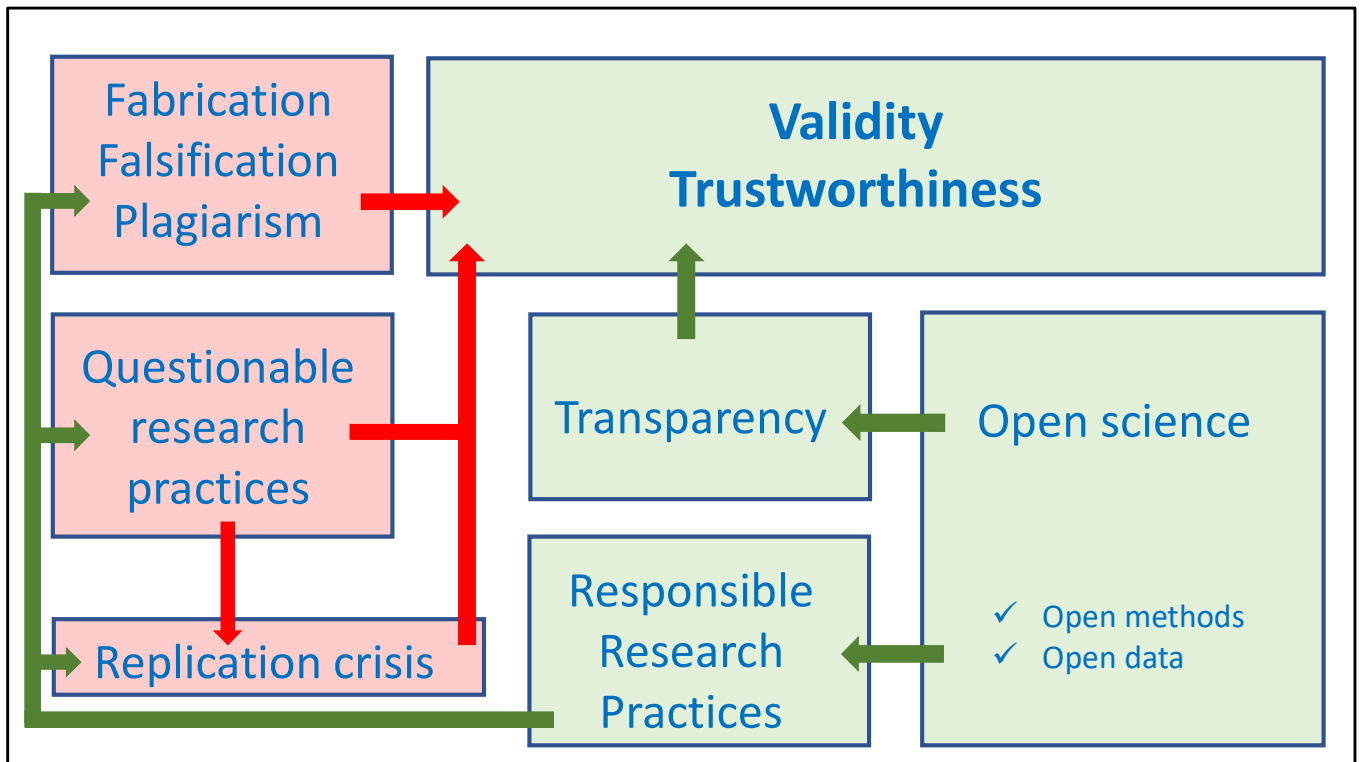 Fabrication
Falsification
Plagiarism
Validity
Trustworthiness
Questionable
research
practices
Transparency
Open science
Replication crisis
Responsible
Research
Practices
✓ Open methods
✓ Open data